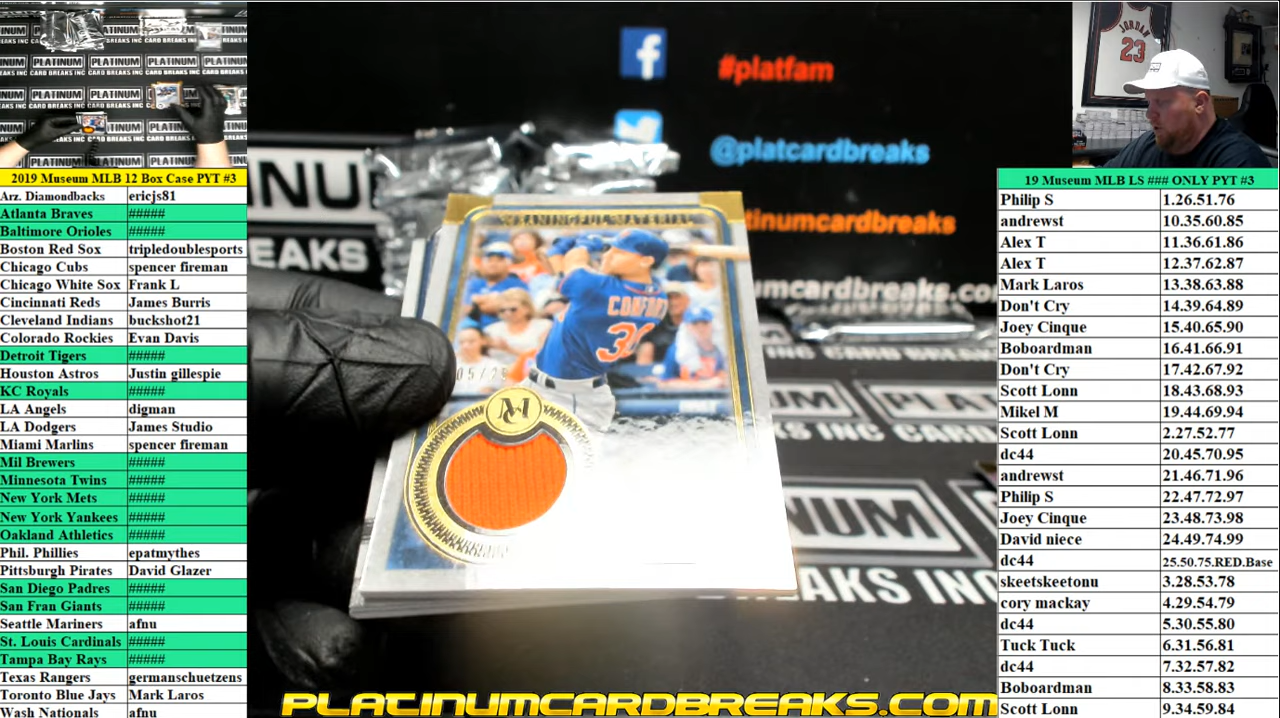 PLATINUM
CARD BREAKS INC
JORDAN
23
#platfam
@platcardbreaks
tinumcardbreaks
inumcardbreaks.co
NUM
BREAKS
MEANINGFUL MATERIAL
CONFORTO
30
05/25
MC
BREAKS INC
PLATINUMCARDBREAKS.COM
2019 Museum MLB 12 Box Case PYT #3
Arz. Diamondbacks ericjs81
Atlanta Braves #####
Baltimore Orioles #####
Boston Red Sox tripledoublesports
Chicago Cubs spencer fireman
Chicago White Sox Frank L
Cincinnati Reds James Burris
Cleveland Indians buckshot21
Colorado Rockies Evan Davis
Detroit Tigers #####
Houston Astros Justin gillespie
KC Royals #####
LA Angels digman
LA Dodgers James Studio
Miami Marlins spencer fireman
Mil Brewers #####
Minnesota Twins #####
New York Mets #####
New York Yankees #####
Oakland Athletics #####
Phil. Phillies epatmythes
Pittsburgh Pirates David Glazer
San Diego Padres #####
San Fran Giants #####
Seattle Mariners afnu
St. Louis Cardinals #####
Tampa Bay Rays #####
Texas Rangers germanschuetzens
Toronto Blue Jays Mark Laros
Wash Nationals afnu
19 Museum MLB LS ### ONLY PYT #3
Philip S 1.26.51.76
andrewst 10.35.60.85
Alex T 11.36.61.86
Alex T 12.37.62.87
Mark Laros 13.38.63.88
Don't Cry 14.39.64.89
Joey Cinque 15.40.65.90
Boboardman 16.41.66.91
Don't Cry 17.42.67.92
Scott Lonn 18.43.68.93
Mikel M 19.44.69.94
Scott Lonn 2.27.52.77
dc44 20.45.70.95
andrewst 21.46.71.96
Philip S 22.47.72.97
Joey Cinque 23.48.73.98
David niece 24.49.74.99
dc44 25.50.75.RED.Base
skeetskeetonu 3.28.53.78
cory mackay 4.29.54.79
dc44 5.30.55.80
Tuck Tuck 6.31.56.81
dc44 7.32.57.82
Boboardman 8.33.58.83
Scott Lonn 9.34.59.84